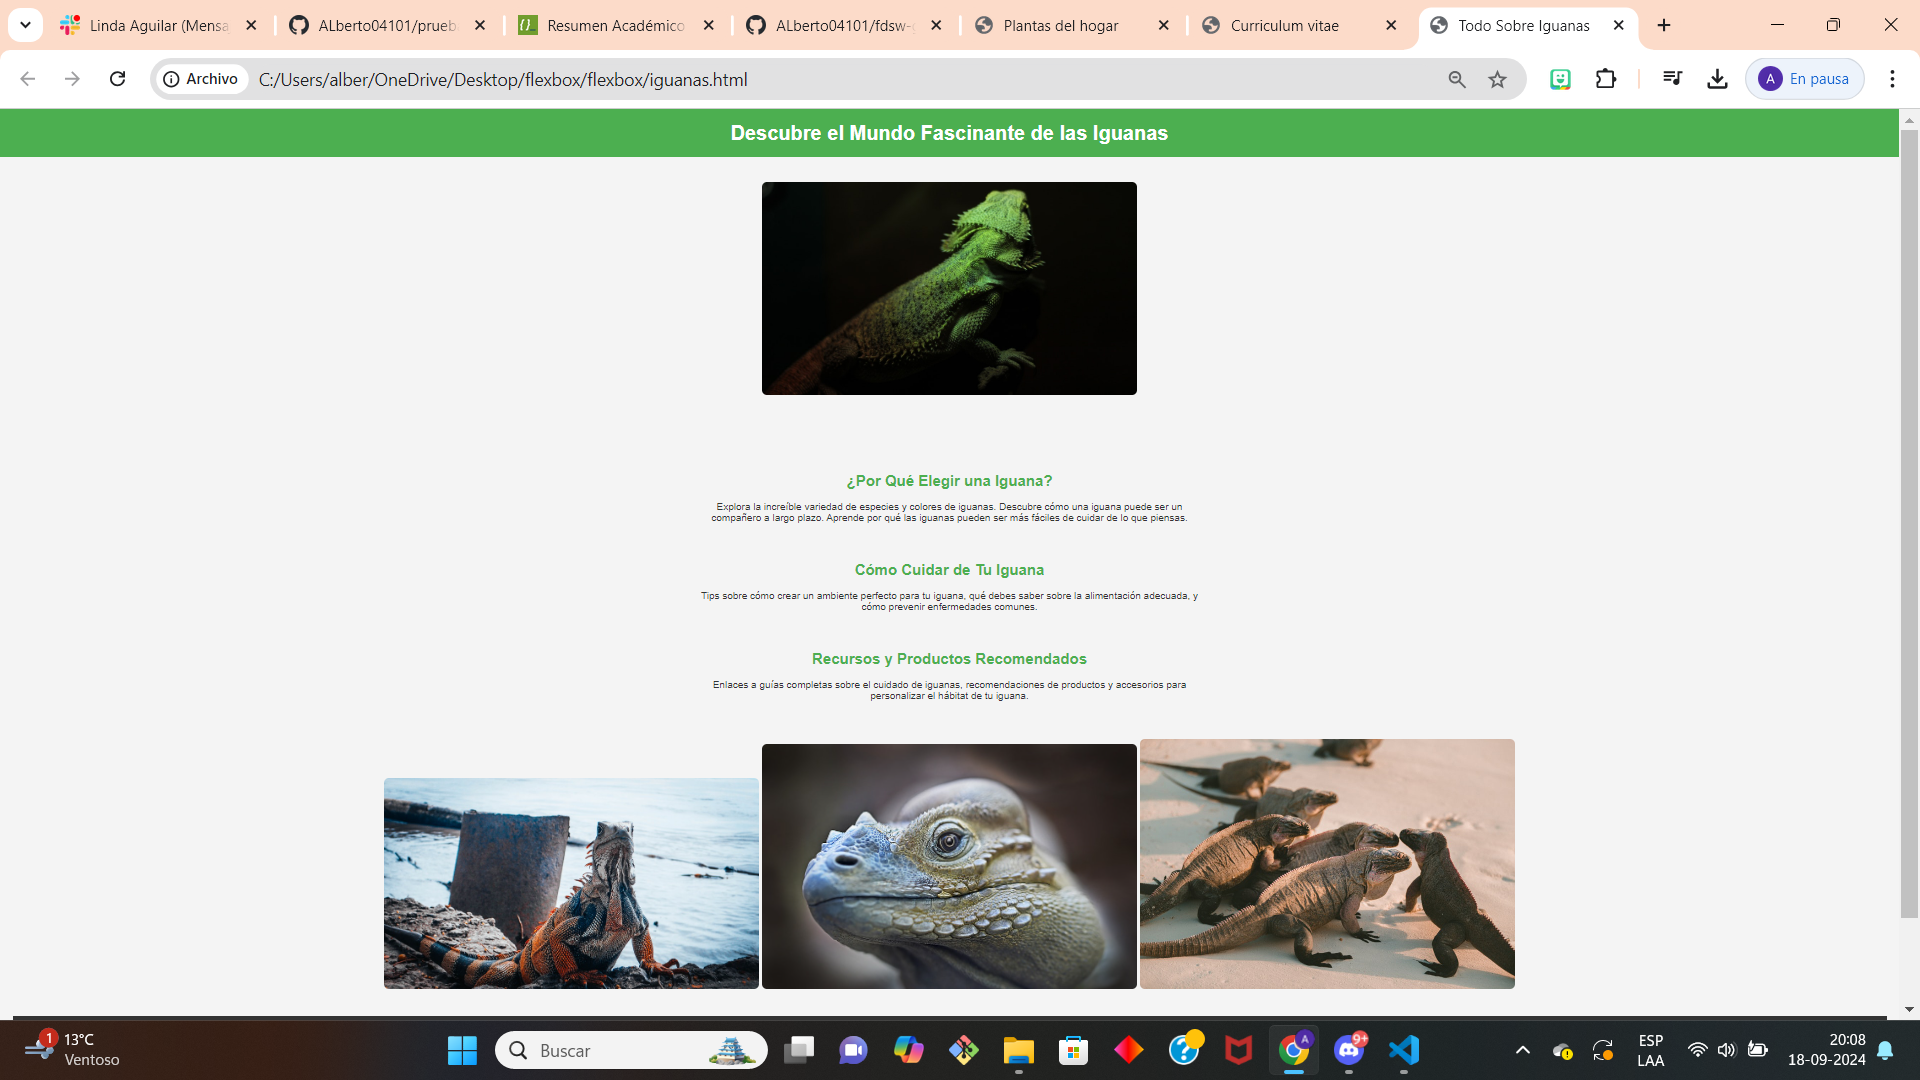 Linda Aguilar (Mensa
ALberto04101/prueb
Resumen Académico
ALberto04101/fdsw-g
Plantas del hogar
Curriculum vitae
Todo Sobre Iguanas
Archivo
C:/Users/alber/OneDrive/Desktop/flexbox/flexbox/iguanas.html
A
En pausa
Descubre el Mundo Fascinante de las Iguanas
¿Por Qué Elegir una Iguana?
Explora la increíble variedad de especies y colores de iguanas. Descubre cómo una iguana puede ser un
compañero a largo plazo. Aprende por qué las iguanas pueden ser más fáciles de cuidar de lo que piensas.
Cómo Cuidar de Tu Iguana
Tips sobre cómo crear un ambiente perfecto para tu iguana, qué debes saber sobre la alimentación adecuada, y
cómo prevenir enfermedades comunes.
Recursos y Productos Recomendados
Enlaces a guías completas sobre el cuidado de iguanas, recomendaciones de productos y accesorios para
personalizar el hábitat de tu iguana.
1
13°C
Ventoso
Buscar
A
9+
ESP
LAA
20:08
18-09-2024